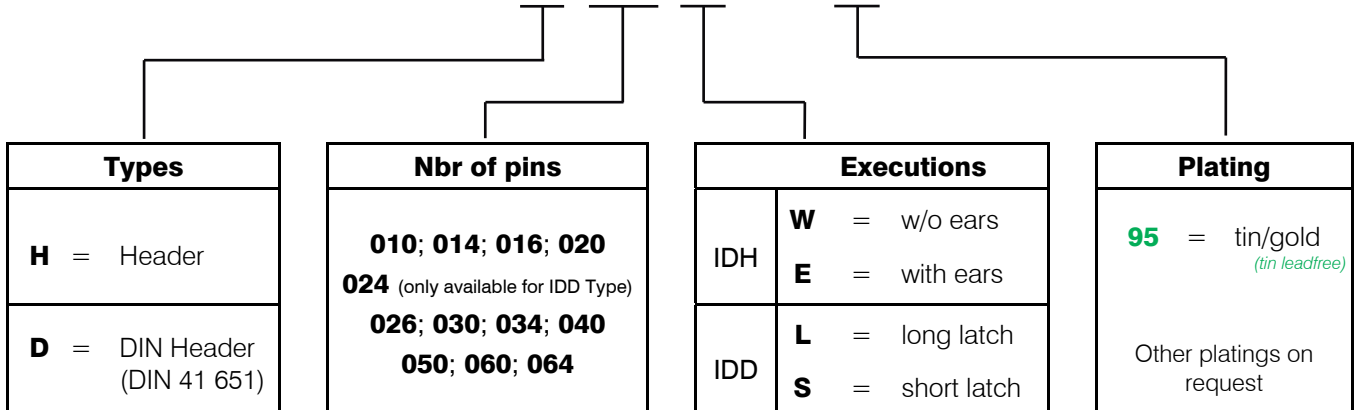 Types
H = Header
D = DIN Header
(DIN 41 651)
Nbr of pins
010; 014; 016; 020
024 (only available for IDD Type)
026; 030; 034; 040
050; 060; 064
Executions
IDH
W = w/o ears
E = with ears
IDD
L = long latch
S = short latch
Plating
95 = tin/gold
(tin leadfree)
Other platings on
request